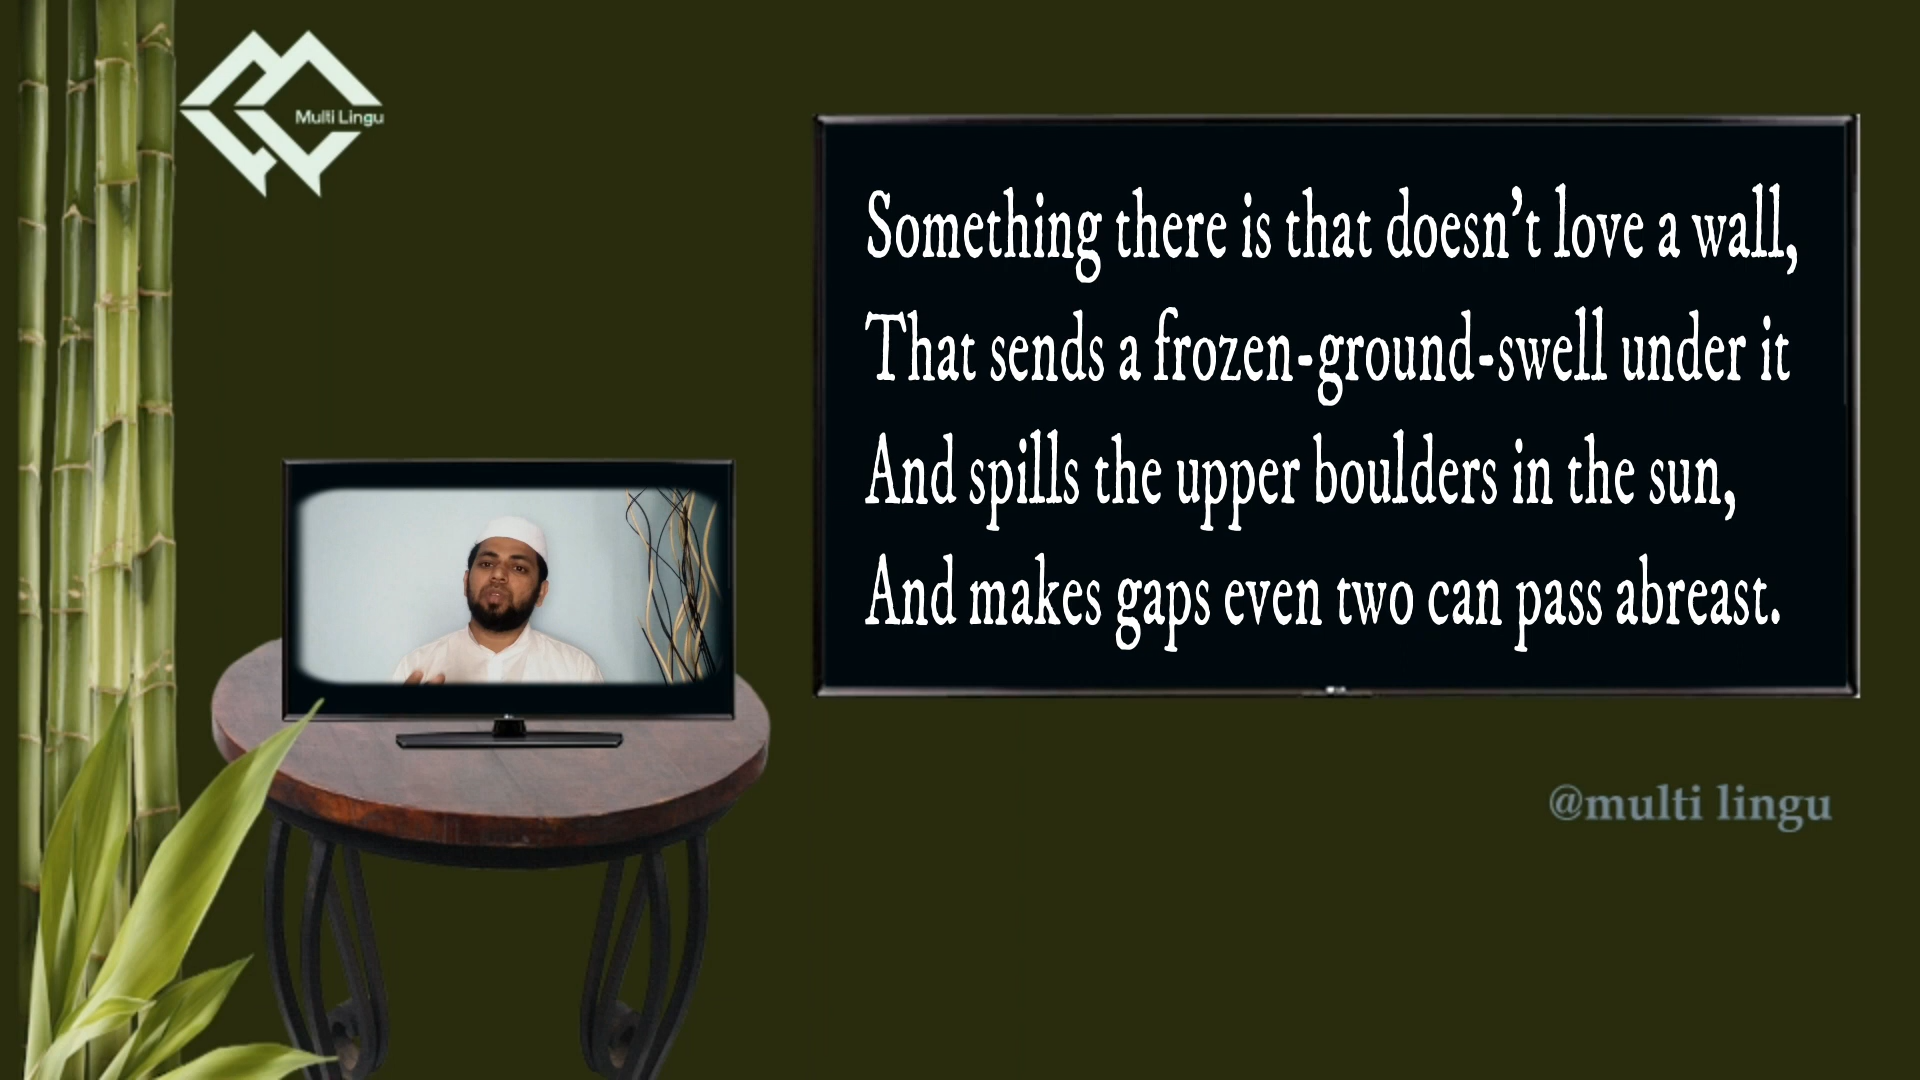 Multi Lingu
Something there is that doesn’t love a wall,
That sends a frozen-ground-swell under it
And spills the upper boulders in the sun,
And makes gaps even two can pass abreast.
@multi lingu